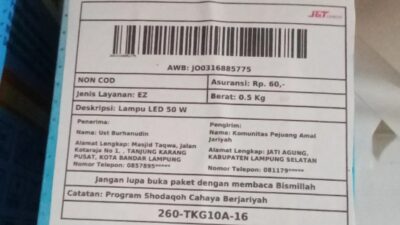 J&T EXPRESS
AWB: JO0316885775
NON COD
Asuransi: Rp. 60,-
Jenis Layanan: EZ
Berat: 0.5 Kg
Deskripsi: Lampu LED 50 W
Penerima:
Nama: Ust Burhanudin
Alamat Lengkap: Masjid Taqwa, Jalan
Kotaraja No 1. , TANJUNG KARANG
PUSAT, KOTA BANDAR LAMPUNG
Nomor Telepon: 0857895*****
Pengirim:
Nama: Komunitas Pejuang Amal
Jariyah
Alamat Lengkap: JATI AGUNG,
KABUPATEN LAMPUNG SELATAN
Nomor Telepon: 081179*****
Jangan lupa buka paket dengan membaca Bismillah
Catatan: Program Shodaqoh Cahaya Berjariyah
260-TKG10A-16